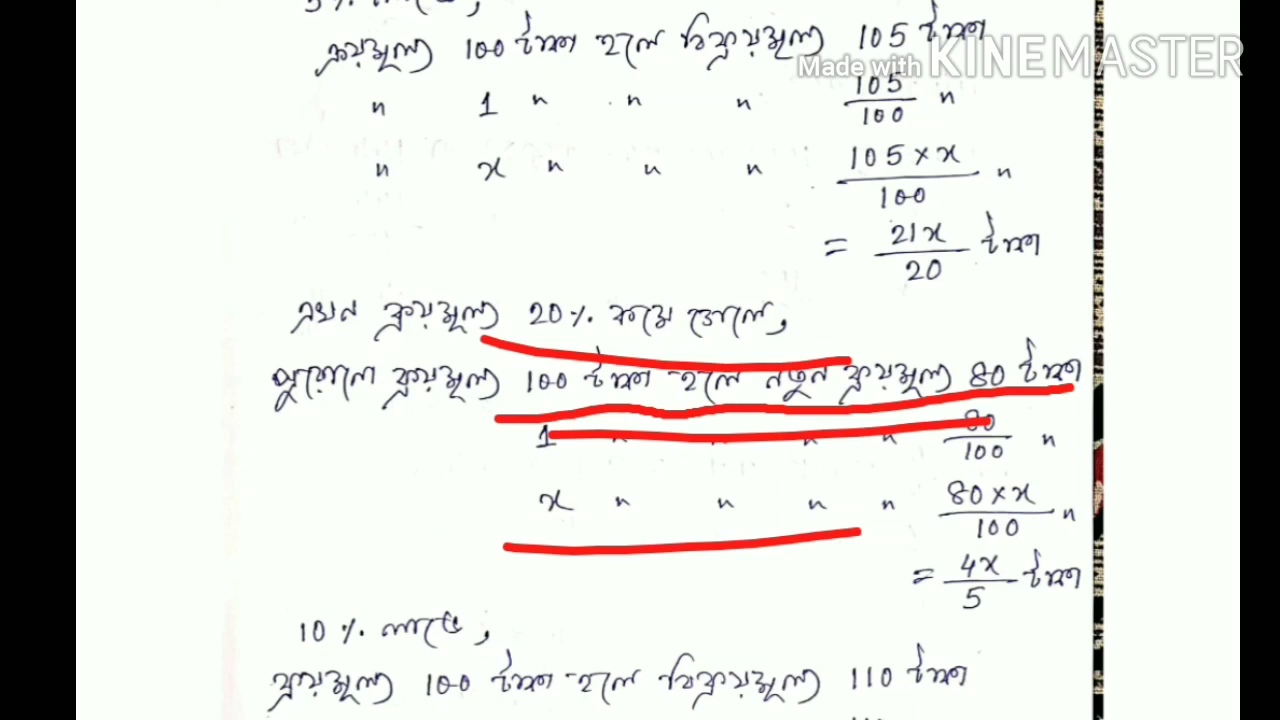 5% লাভে,
ক্রয়মূল্য 100 টাকা হলে বিক্রয়মূল্য 105 টাকা
Made with KINEMASTER
" 1 " " " 105/100 "
" x " " " 105 × x/100 "
= 21x/20 টাকা
এখন ক্রয়মূল্য 20% কমে গেলে,
পুরোনো ক্রয়মূল্য 100 টাকা হলে নতুন ক্রয়মূল্য 80 টাকা
1 " " " " 80/100 "
x " " " " 80 × x/100 "
= 4x/5 টাকা
10% লাভে,
ক্রয়মূল্য 100 টাকা হলে বিক্রয়মূল্য 110 টাকা